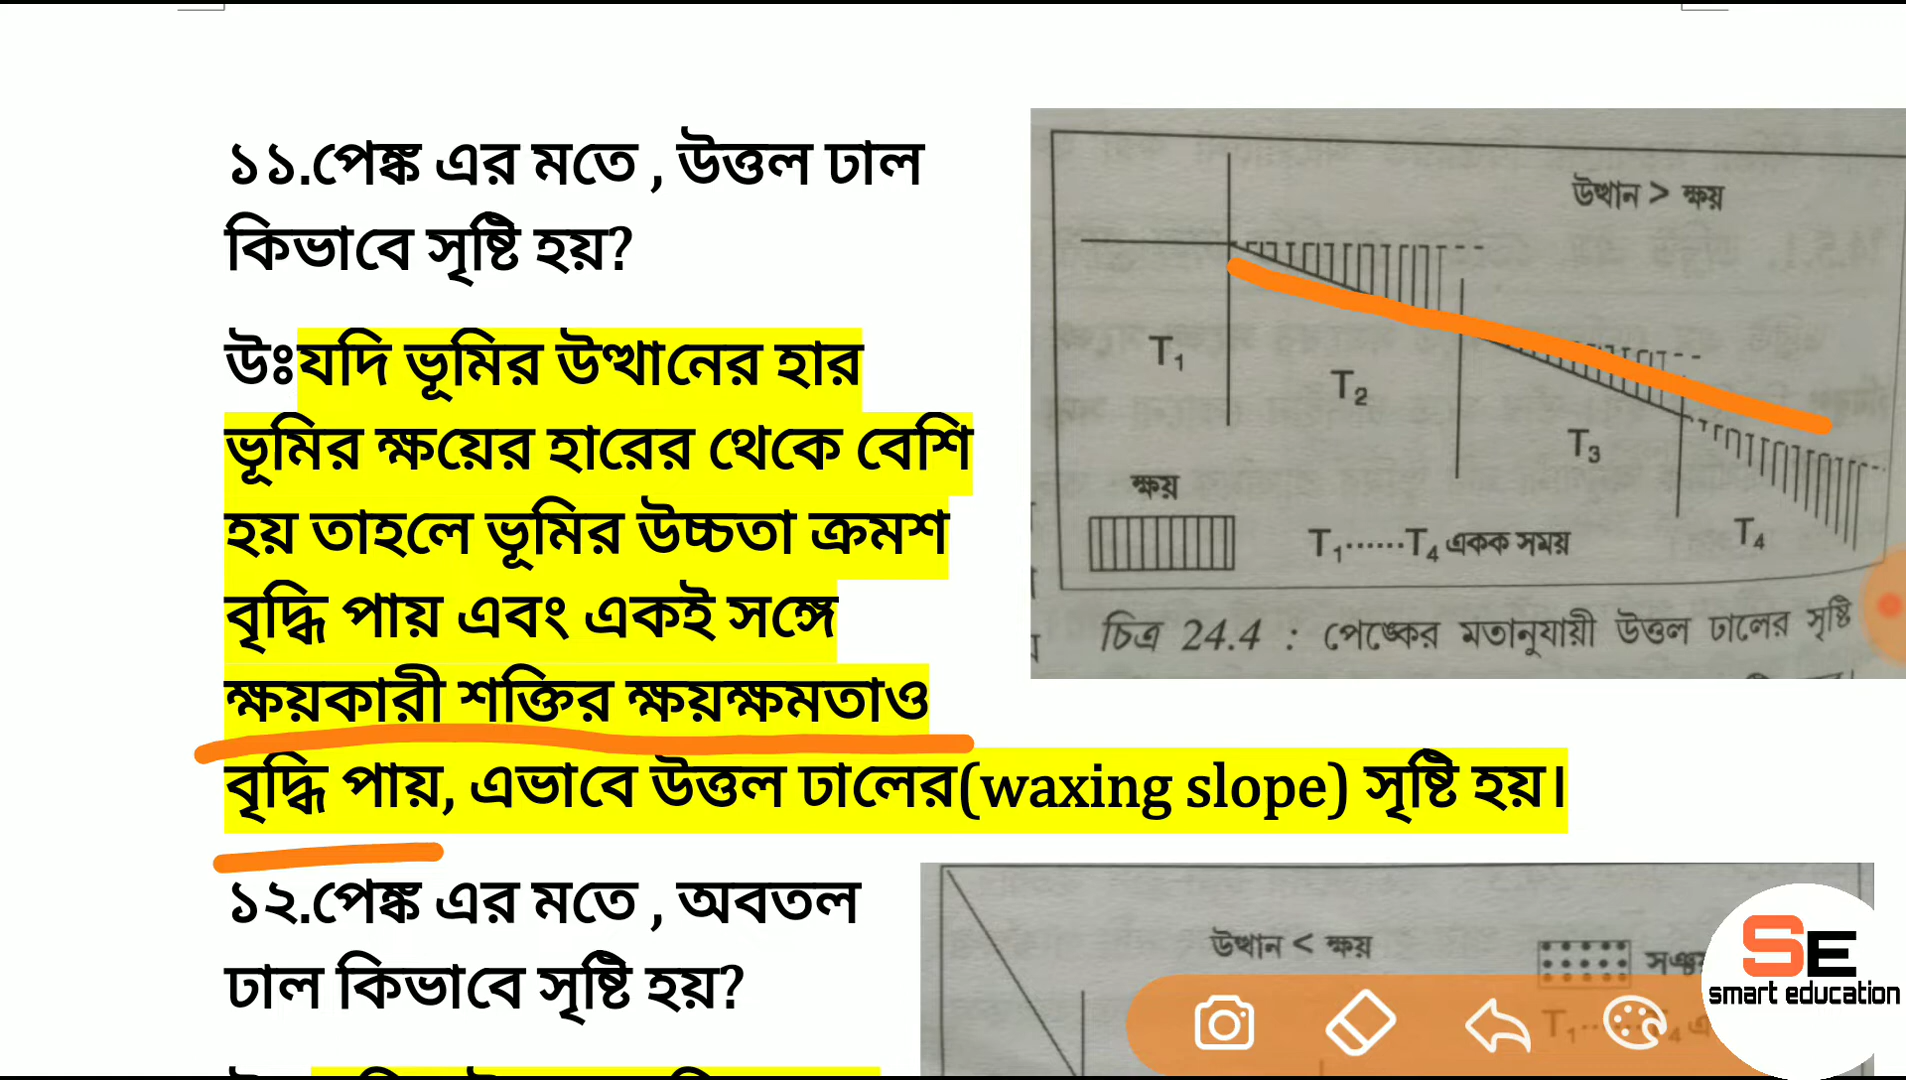 ১১.পেঙ্ক এর মতে , উত্তল ঢাল
কিভাবে সৃষ্টি হয়?
উঃযদি ভূমির উত্থানের হার
ভূমির ক্ষয়ের হারের থেকে বেশি
হয় তাহলে ভূমির উচ্চতা ক্রমশ
বৃদ্ধি পায় এবং একই সঙ্গে
ক্ষয়কারী শক্তির ক্ষয়ক্ষমতাও
বৃদ্ধি পায়, এভাবে উত্তল ঢালের(waxing slope) সৃষ্টি হয়।
উত্থান > ক্ষয়
T₁
T₂
T₃
T₄
ক্ষয়
T₁······T₄ একক সময়
চিত্র 24.4 : পেঙ্কের মতানুযায়ী উত্তল ঢালের সৃষ্টি
১২.পেঙ্ক এর মতে , অবতল
ঢাল কিভাবে সৃষ্টি হয়?
উত্থান < ক্ষয়
SE
smart education